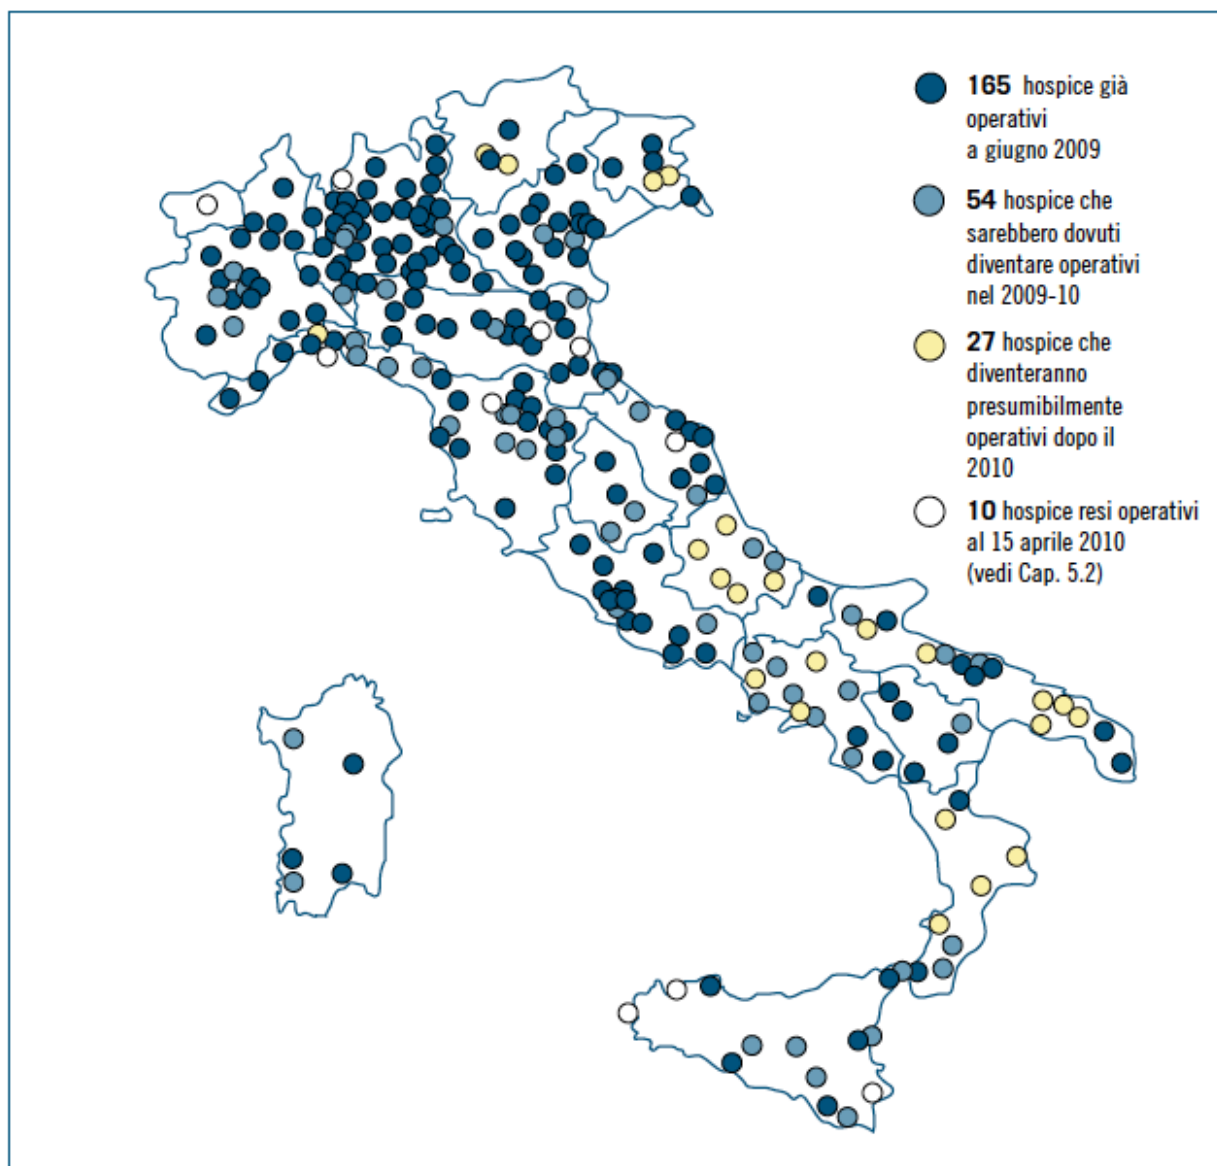 165 hospice già
operativi
a giugno 2009
54 hospice che
sarebbero dovuti
diventare operativi
nel 2009-10
27 hospice che
diventeranno
presumibilmente
operativi dopo il
2010
10 hospice resi operativi
al 15 aprile 2010
(vedi Cap. 5.2)